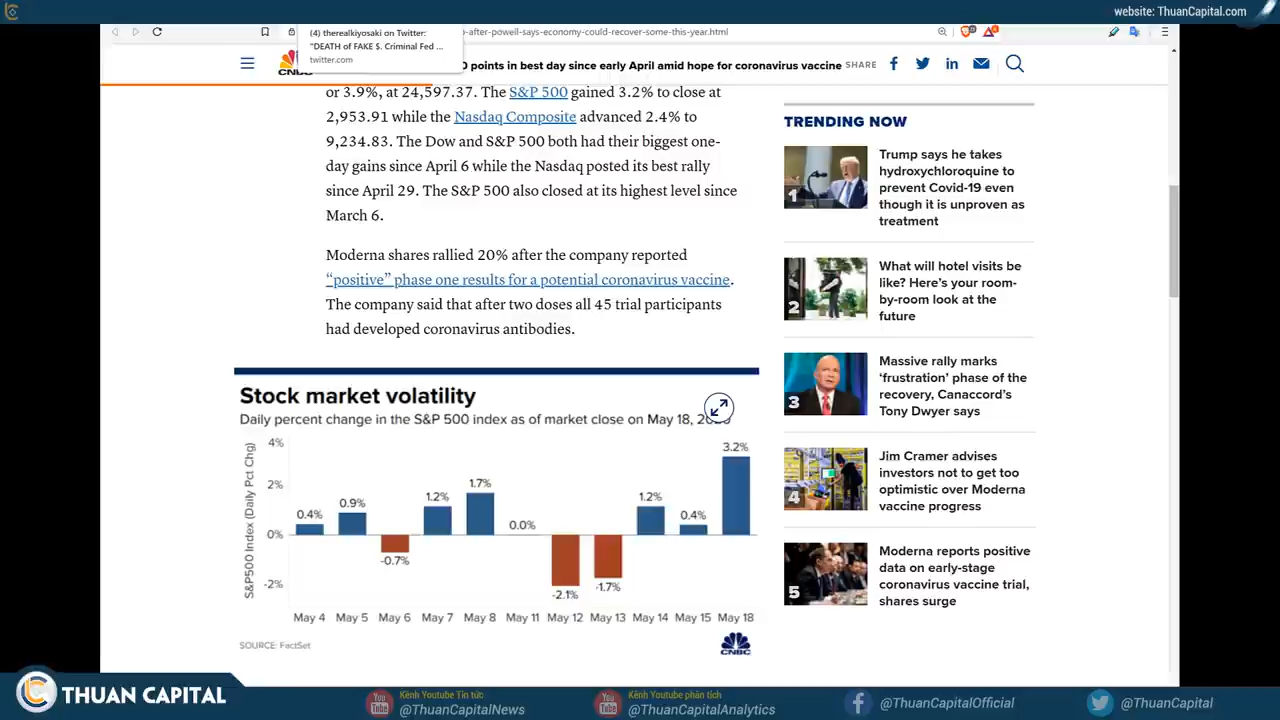 website: ThuanCapital.com
(4) therealkiyosaki on Twitter:
"DEATH of FAKE $. Criminal Fed ...
twitter.com
-after-powell-says-economy-could-recover-some-this-year.html
CNBC
0 points in best day since early April amid hope for coronavirus vaccine
SHARE
or 3.9%, at 24,597.37. The S&P 500 gained 3.2% to close at
2,953.91 while the Nasdaq Composite advanced 2.4% to
9,234.83. The Dow and S&P 500 both had their biggest one-
day gains since April 6 while the Nasdaq posted its best rally
since April 29. The S&P 500 also closed at its highest level since
March 6.
Moderna shares rallied 20% after the company reported
“positive” phase one results for a potential coronavirus vaccine.
The company said that after two doses all 45 trial participants
had developed coronavirus antibodies.
Stock market volatility
Daily percent change in the S&P 500 index as of market close on May 18, 2020
S&P500 Index (Daily Pct Chg)
4%
2%
0%
-2%
0.4%
0.9%
-0.7%
1.2%
1.7%
0.0%
-2.1%
-1.7%
1.2%
0.4%
3.2%
May 4 May 5 May 6 May 7 May 8 May 11 May 12 May 13 May 14 May 15 May 18
SOURCE: FactSet
CNBC
TRENDING NOW
1
Trump says he takes
hydroxychloroquine to
prevent Covid-19 even
though it is unproven as
treatment
2
What will hotel visits be
like? Here’s your room-
by-room look at the
future
3
Massive rally marks
‘frustration’ phase of the
recovery, Canaccord’s
Tony Dwyer says
4
Jim Cramer advises
investors not to get too
optimistic over Moderna
vaccine progress
5
Moderna reports positive
data on early-stage
coronavirus vaccine trial,
shares surge
THUAN CAPITAL
Kênh Youtube Tin tức:
@ThuanCapitalNews
Kênh Youtube phân tích
@ThuanCapitalAnalytics
@ThuanCapitalOfficial
@ThuanCapital